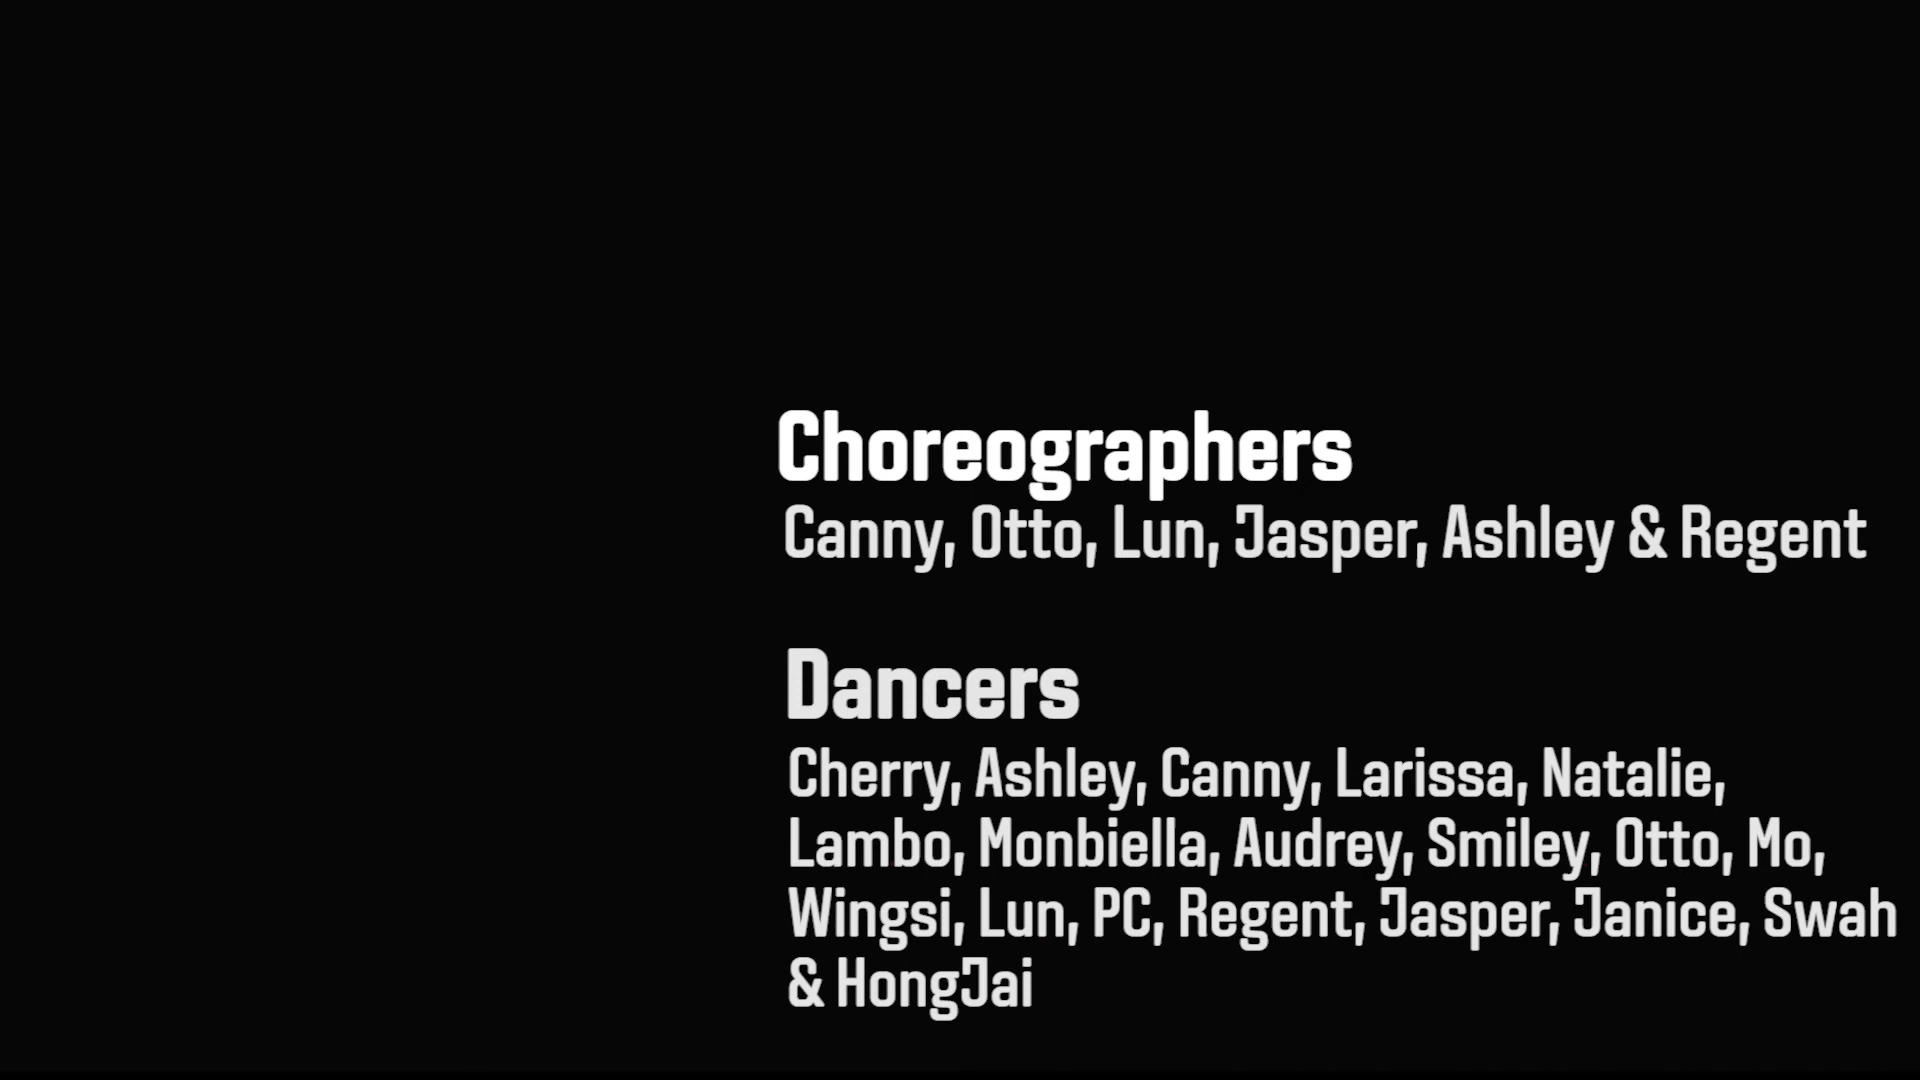 Choreographers
Canny, Otto, Lun, Jasper, Ashley & Regent
Dancers
Cherry, Ashley, Canny, Larissa, Natalie,
Lambo, Monbiella, Audrey, Smiley, Otto, Mo,
Wingsi, Lun, PC, Regent, Jasper, Janice, Swah
& HongJai